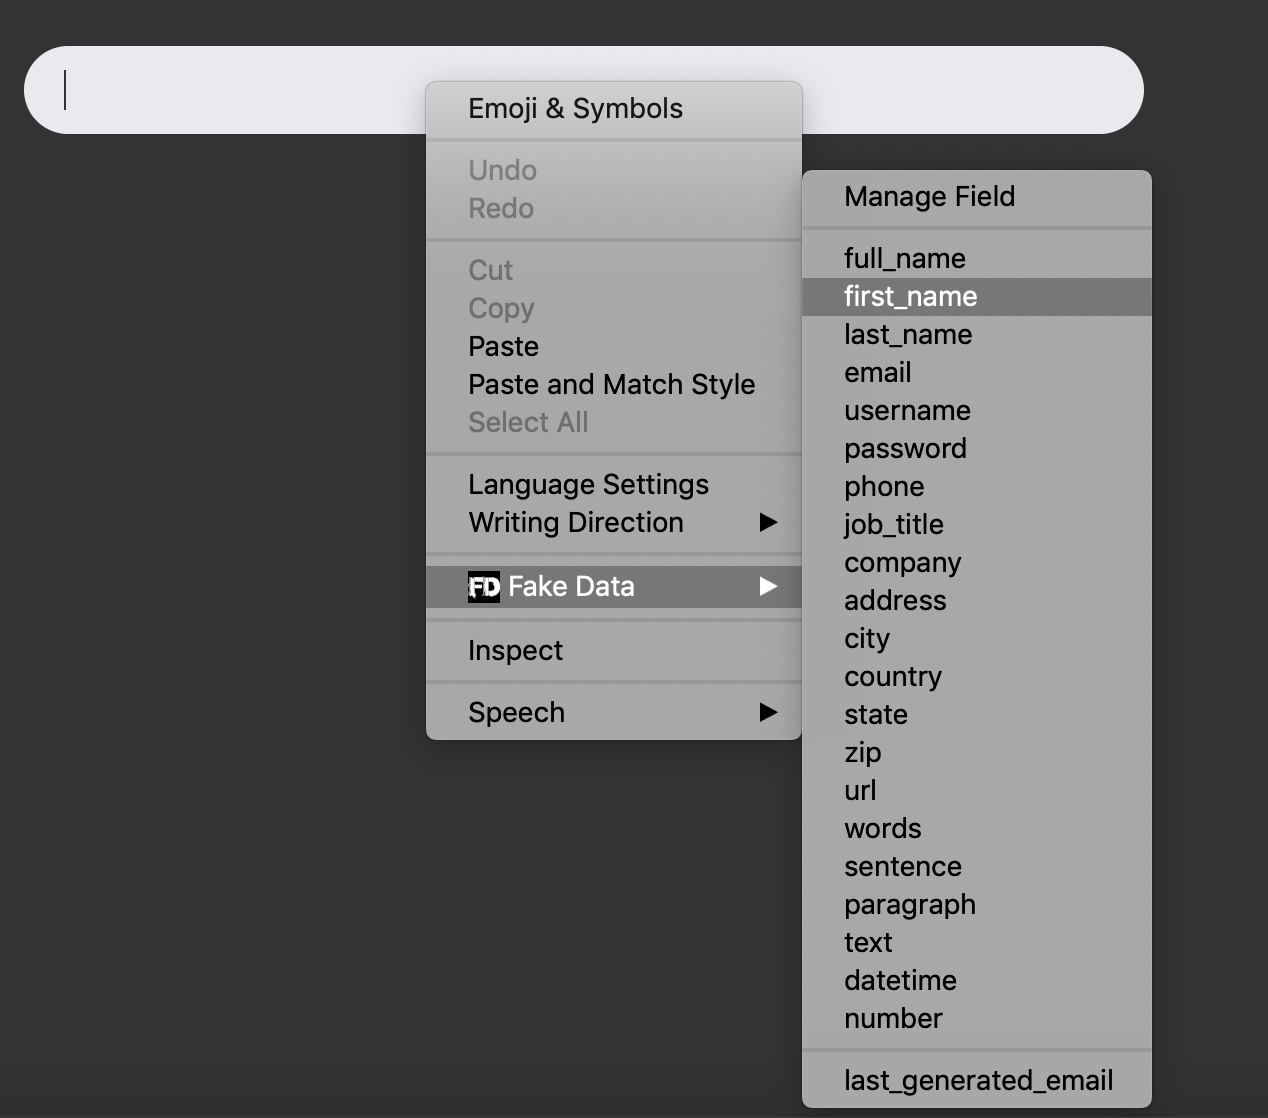 Emoji & Symbols
Undo
Redo
Cut
Copy
Paste
Paste and Match Style
Select All
Language Settings
Writing Direction
FD Fake Data
Inspect
Speech
Manage Field
full_name
first_name
last_name
email
username
password
phone
job_title
company
address
city
country
state
zip
url
words
sentence
paragraph
text
datetime
number
last_generated_email